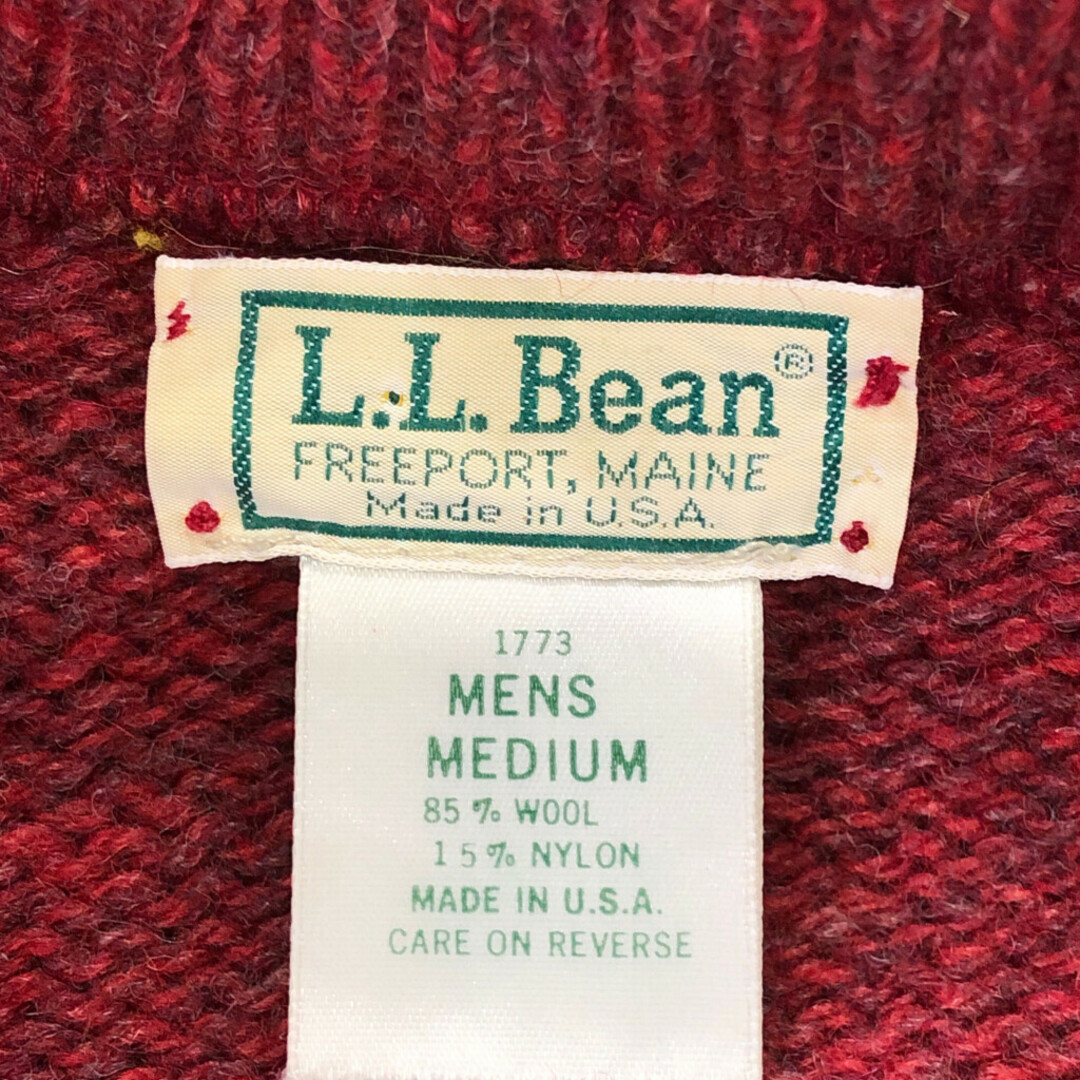 L.L.Bean®
FREEPORT, MAINE
Made in U.S.A.
1773
MENS
MEDIUM
85% WOOL
15% NYLON
MADE IN U.S.A.
CARE ON REVERSE